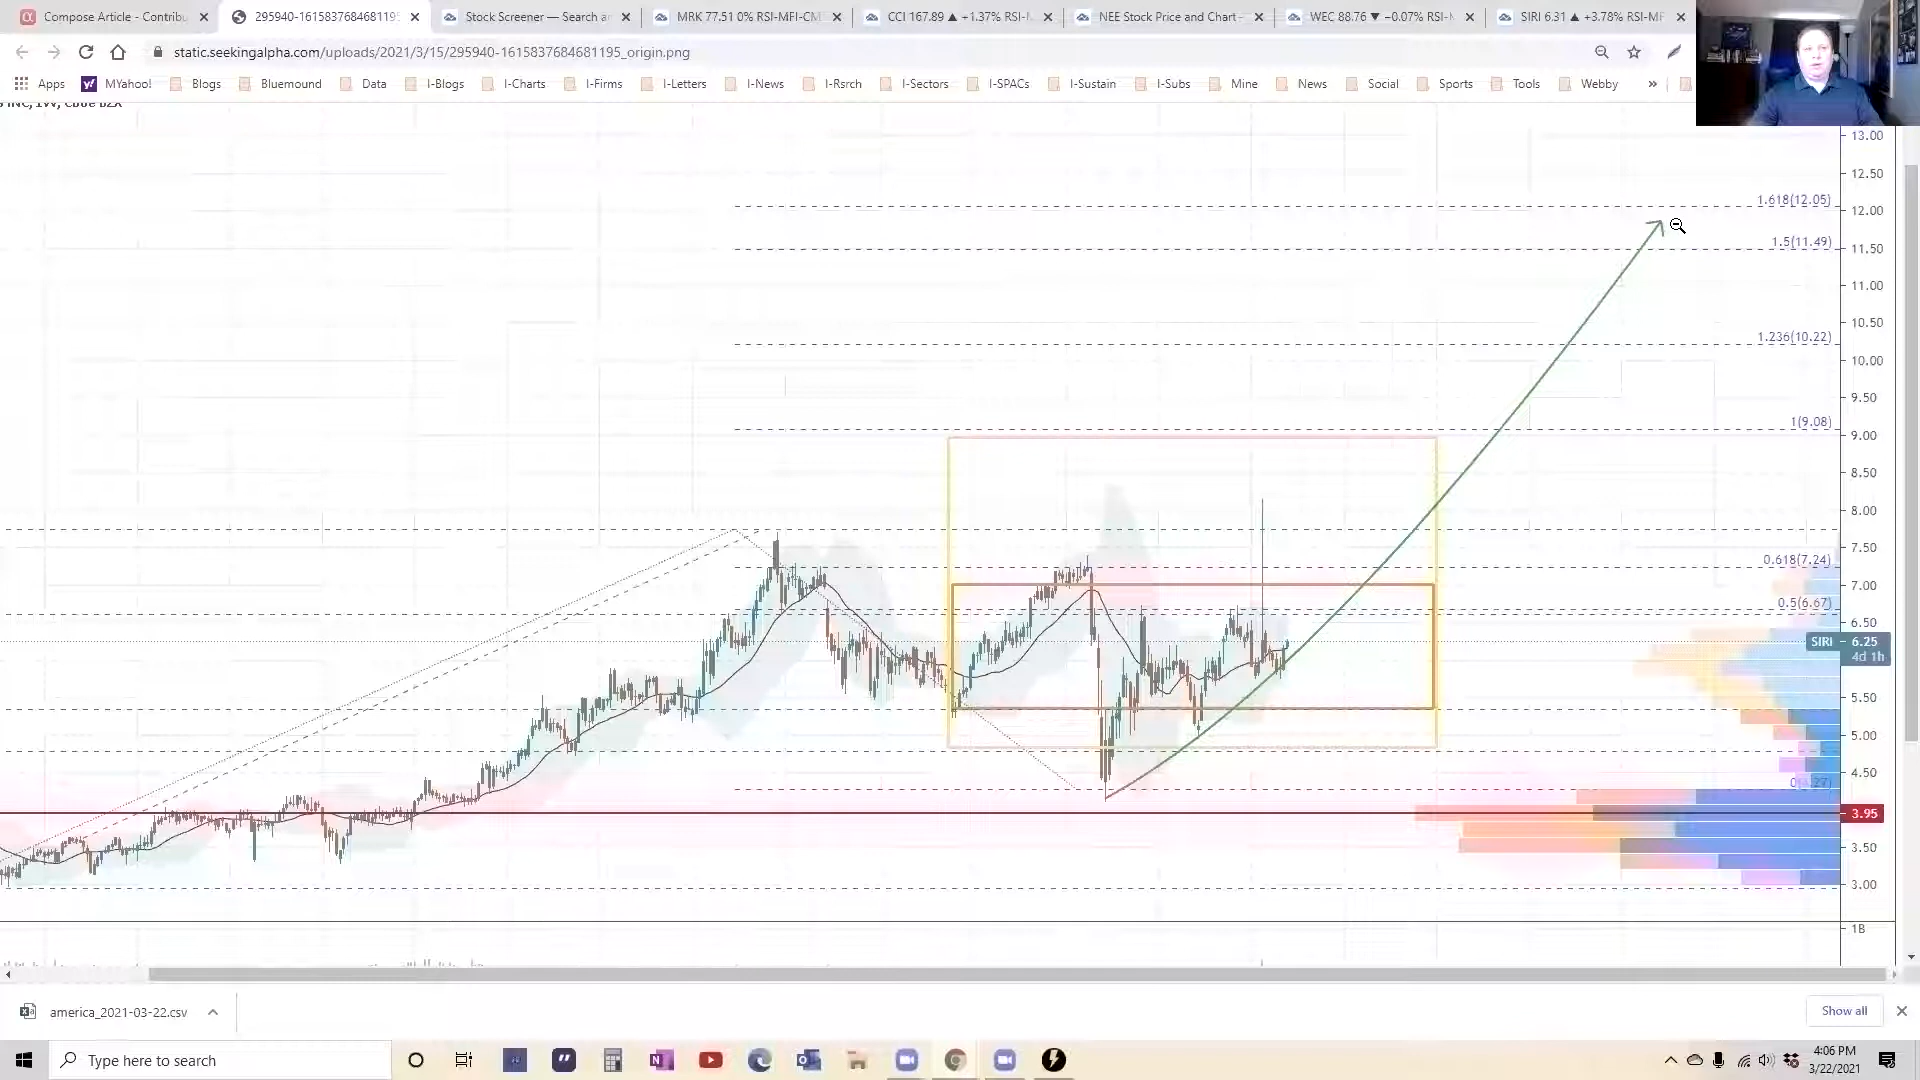 Compose Article - Contribu
295940-1615837684681195
Stock Screener — Search a
MRK 77.51 0% RSI-MFI-CM
CCI 167.89 ▲ +1.37% RSI-
NEE Stock Price and Chart -
WEC 88.76 ▼ −0.07% RSI-
SIRI 6.31 ▲ +3.78% RSI-MF
static.seekingalpha.com/uploads/2021/3/15/295940-1615837684681195_origin.png
Apps
MYahoo!
Blogs
Bluemound
Data
I-Blogs
I-Charts
I-Firms
I-Letters
I-News
I-Rsrch
I-Sectors
I-SPACs
I-Sustain
I-Subs
Mine
News
Social
Sports
Tools
Webby
»
13.00
12.50
1.618(12.05)
12.00
1.5(11.49)
11.50
11.00
10.50
1.236(10.22)
10.00
9.50
1(9.08)
9.00
8.50
8.00
7.50
0.618(7.24)
7.00
0.5(6.67)
6.50
SIRI
6.25
4d 1h
5.50
5.00
4.50
3.95
3.50
3.00
1B
america_2021-03-22.csv
Show all
Type here to search
4:06 PM
3/22/2021